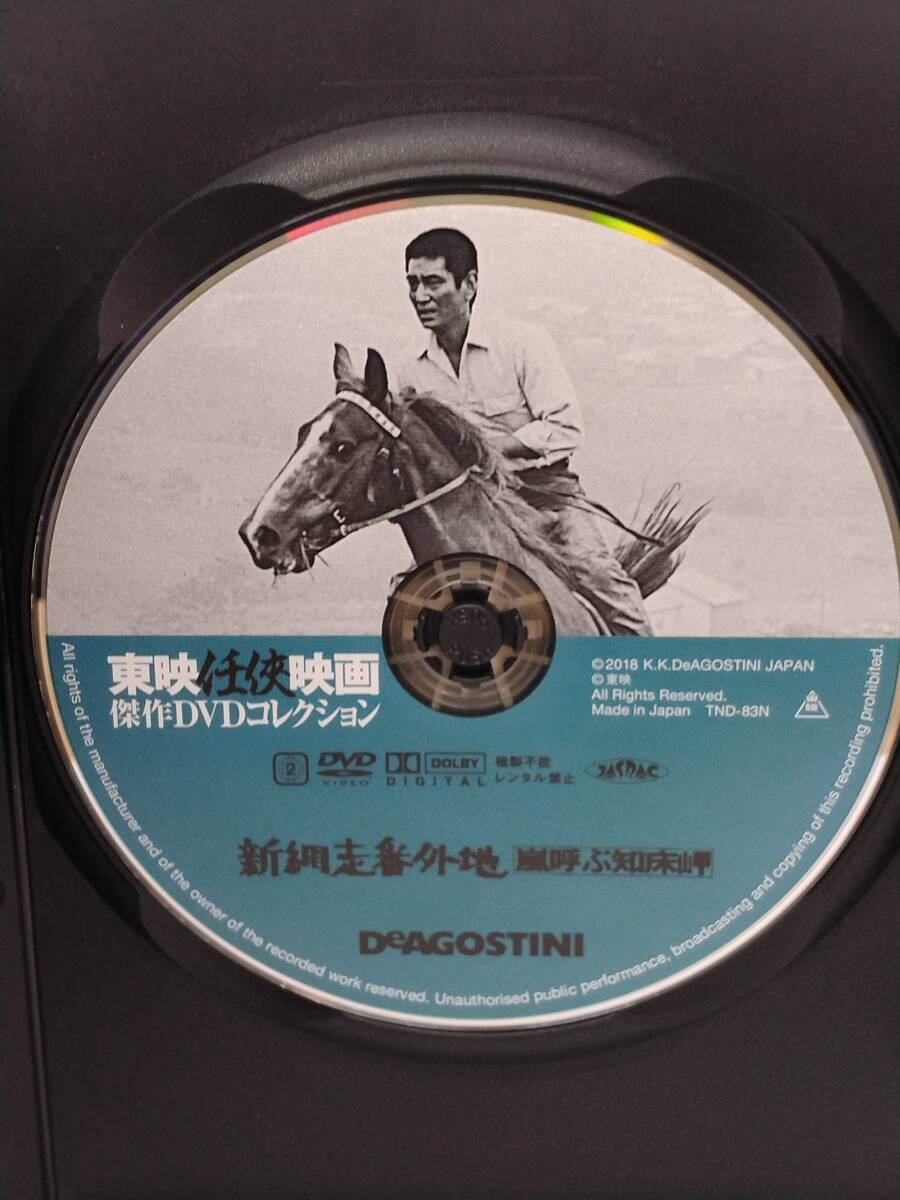 東映任侠映画
傑作DVDコレクション
©2018 K.K.DeAGOSTINI JAPAN
©東映
All Rights Reserved.
Made in Japan TND-83N
2
DVD
VIDEO
DOLBY
DIGITAL
複製不能
レンタル禁止
JASRAC
新網走番外地 嵐呼ぶ知床岬
DeAGOSTINI
All rights of the manufacturer and of the owner of the recorded work reserved. Unauthorised public performance, broadcasting and copying of this recording prohibited.